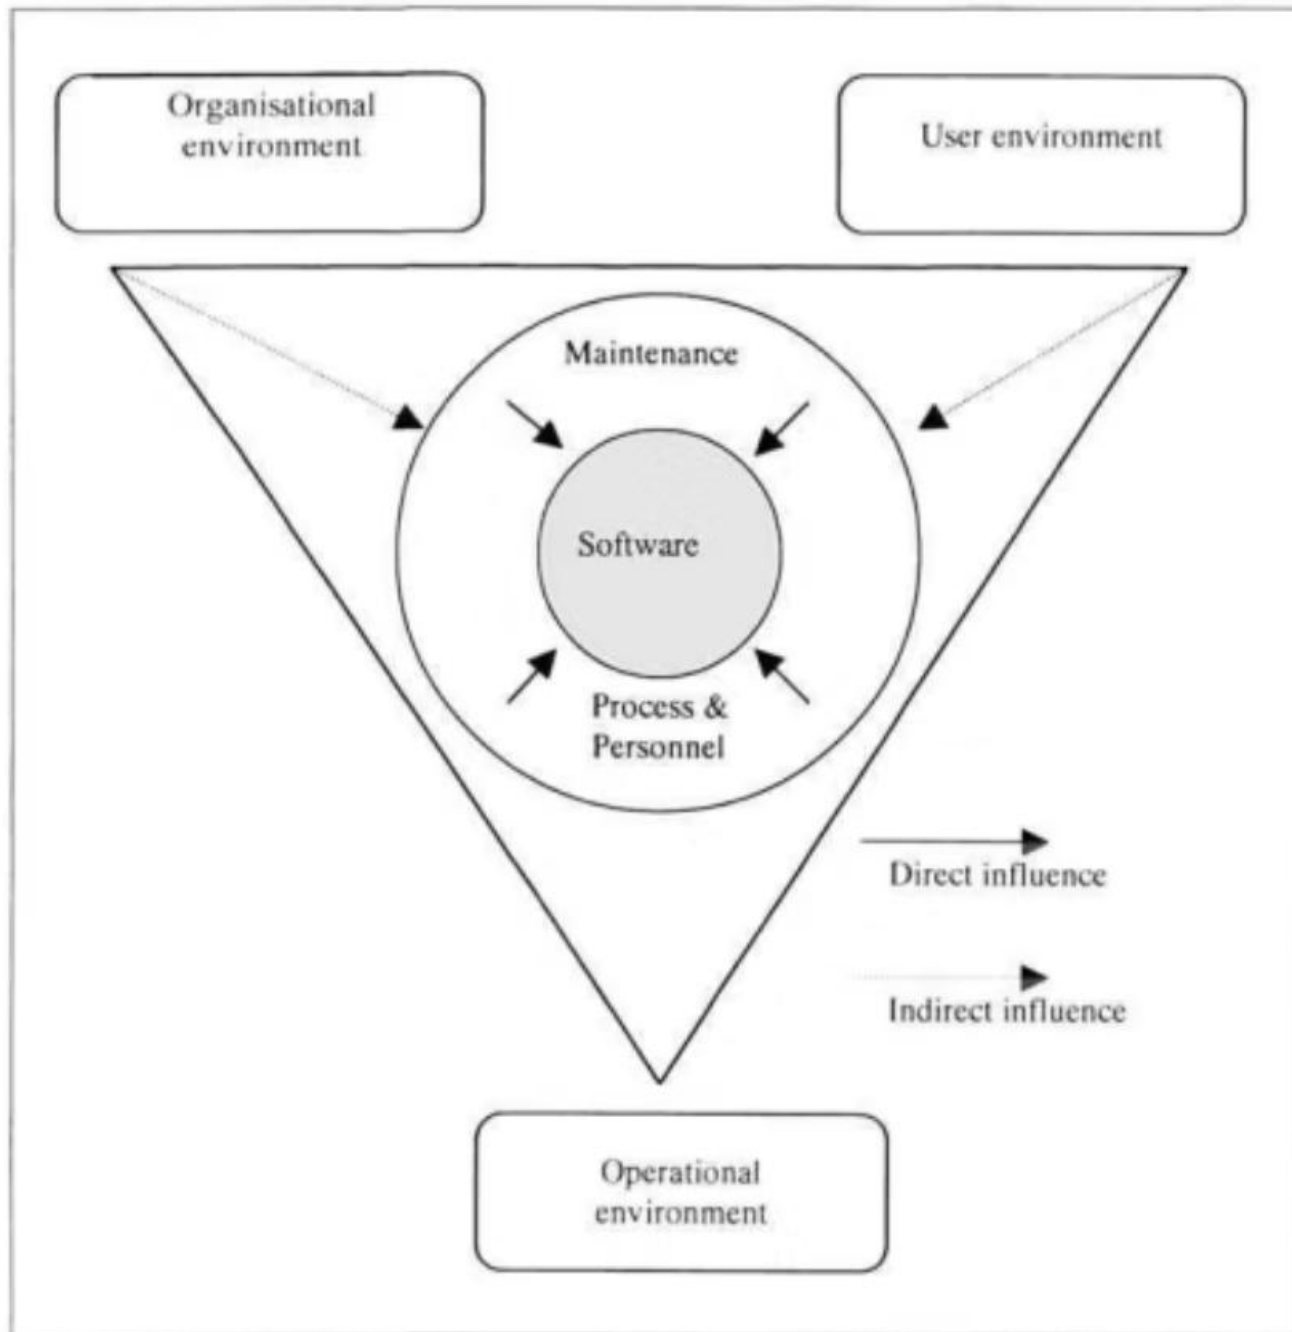 Organisational
environment
User environment
Maintenance
Software
Process &
Personnel
Direct influence
Indirect influence
Operational
environment